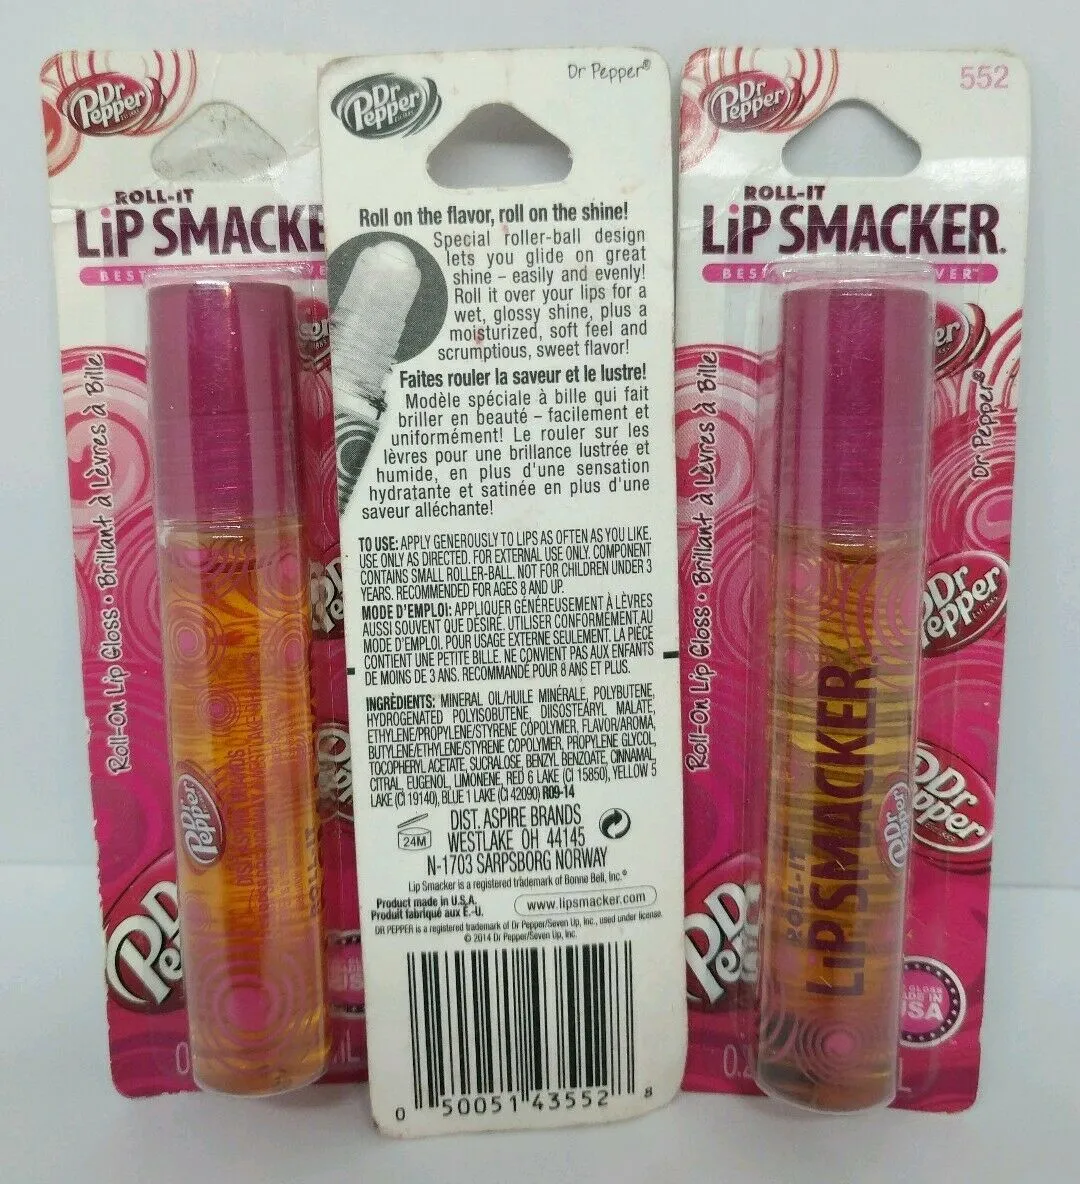 Dr Pepper
ROLL-IT
LiP SMACKE
BEST
VE
Roll-On Lip Gloss • Brillant à Lèvres à Bille
Dr Pepper
ROLL-IT
Dr Pepper
Dr Pepper®
Roll on the flavor, roll on the shine!
Special roller-ball design
lets you glide on great
shine – easily and evenly!
Roll it over your lips for a
wet, glossy shine, plus a
moisturized, soft feel and
scrumptious, sweet flavor!
Faites rouler la saveur et le lustre!
Modèle spéciale à bille qui fait
briller en beauté – facilement et
uniformément! Le rouler sur les
lèvres pour une brillance lustrée et
humide, en plus d'une sensation
hydratante et satinée en plus d'une
saveur alléchante!
TO USE: APPLY GENEROUSLY TO LIPS AS OFTEN AS YOU LIKE.
USE ONLY AS DIRECTED. FOR EXTERNAL USE ONLY. COMPONENT
CONTAINS SMALL ROLLER-BALL. NOT FOR CHILDREN UNDER 3
YEARS. RECOMMENDED FOR AGES 8 AND UP.
MODE D'EMPLOI: APPLIQUER GÉNÉREUSEMENT À LÈVRES
AUSSI SOUVENT QUE DÉSIRÉ. UTILISER CONFORMÉMENT AU
MODE D'EMPLOI. POUR USAGE EXTERNE SEULEMENT. LA PIÈCE
CONTIENT UNE PETITE BILLE. NE CONVIENT PAS AUX ENFANTS
DE MOINS DE 3 ANS. RECOMMANDÉ POUR 8 ANS ET PLUS.
INGRÉDIENTS: MINERAL OIL/HUILE MINÉRALE, POLYBUTENE,
HYDROGENATED POLYISOBUTENE, DIISOSTEARYL MALATE,
ETHYLENE/PROPYLENE/STYRENE COPOLYMER, FLAVOR/AROMA,
BUTYLENE/ETHYLENE/STYRENE COPOLYMER, PROPYLENE GLYCOL,
TOCOPHERYL ACETATE, SUCRALOSE, BENZYL BENZOATE, CINNAMAL,
CITRAL, EUGENOL, LIMONENE, RED 6 LAKE (CI 15850), YELLOW 5
LAKE (CI 19140), BLUE 1 LAKE (CI 42090) R09-14
24M
DIST. ASPIRE BRANDS
WESTLAKE OH 44145
N-1703 SARPSBORG NORWAY
Lip Smacker is a registered trademark of Bonne Bell, Inc.®
Product made in U.S.A.
Produit fabriqué aux É.-U.
www.lipsmacker.com
DR PEPPER is a registered trademark of Dr Pepper/Seven Up, Inc., used under license.
© 2014 Dr Pepper/Seven Up, Inc.
0 50051 43552 8
Dr Pepper
552
ROLL-IT
LiP SMACKER.
BES
VER™
Roll-On Lip Gloss • Brillant à Lèvres à Bille
Dr Pepper®
Dr Pepper
Dr Pepper
ROLL-IT
LiPSMACKER
Dr Pepper
GLOSS
MADE IN
USA